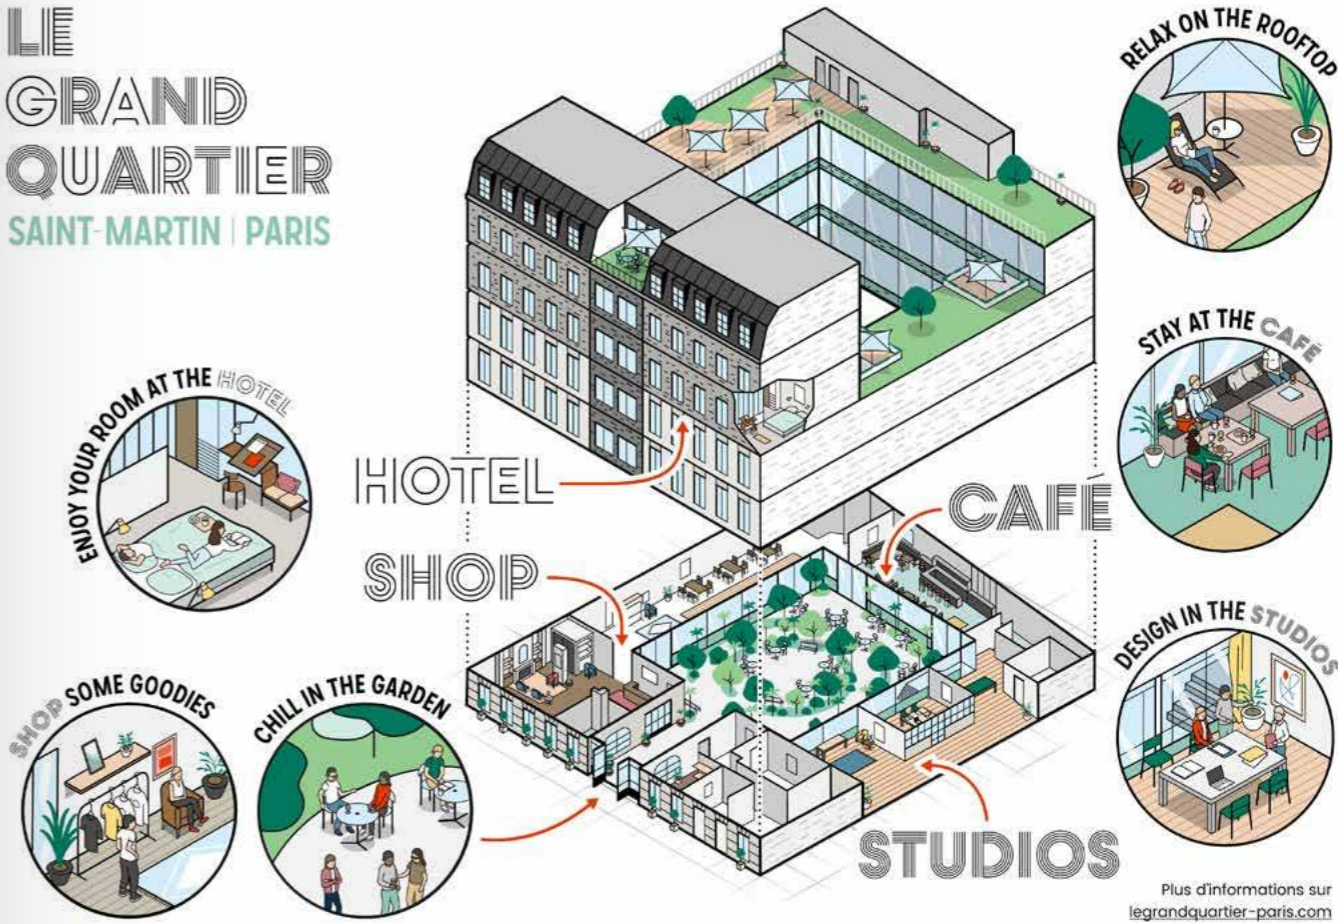 LE
GRAND
QUARTIER
SAINT-MARTIN | PARIS
RELAX ON THE ROOFTOP
STAY AT THE CAFÉ
ENJOY YOUR ROOM AT THE HOTEL
HOTEL
CAFE
SHOP
DESIGN IN THE STUDIOS
SHOP SOME GOODIES
CHILL IN THE GARDEN
STUDIOS
Plus d'informations sur
legrandquartier-paris.com